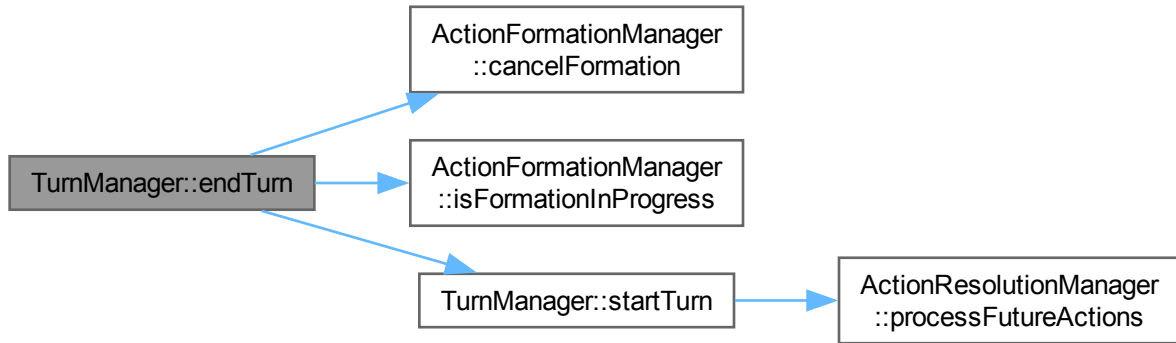 ActionFormationManager
::cancelFormation
TurnManager::endTurn
ActionFormationManager
::isFormationInProgress
TurnManager::startTurn
ActionResolutionManager
::processFutureActions